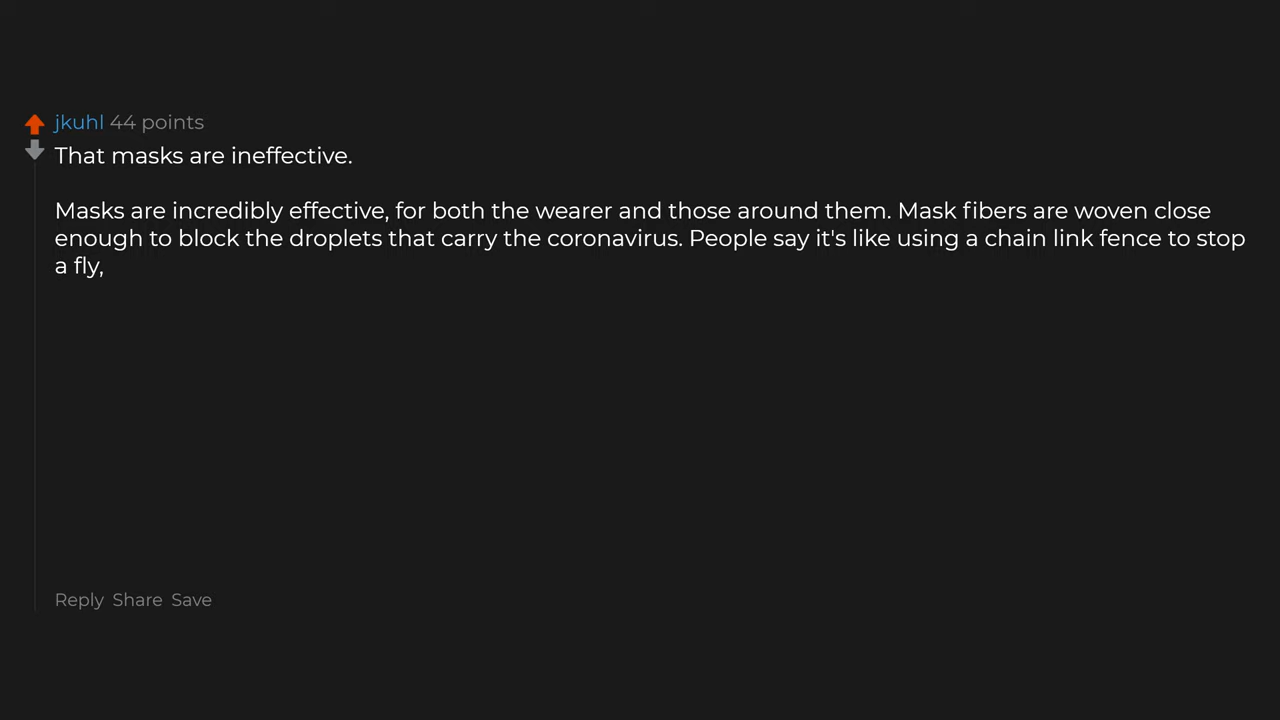 jkuhl 44 points
That masks are ineffective.
Masks are incredibly effective, for both the wearer and those around them. Mask fibers are woven close
enough to block the droplets that carry the coronavirus. People say it's like using a chain link fence to stop
a fly,
Reply Share Save